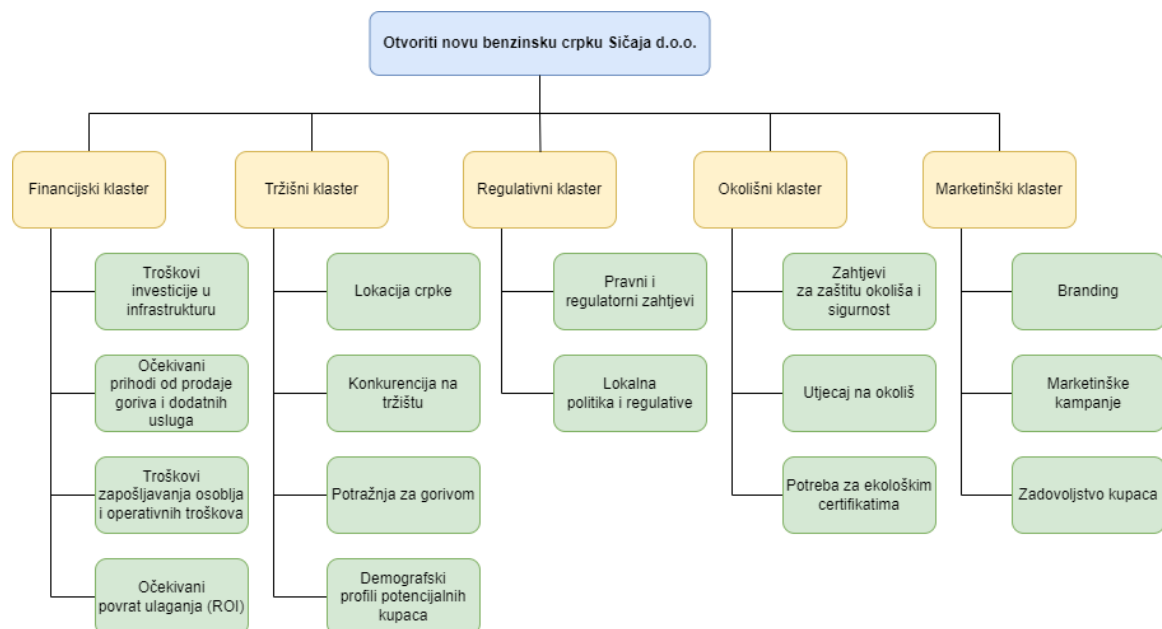 Otvoriti novu benzinsku crpku Sičaja d.o.o.
Financijski klaster
Tržišni klaster
Regulativni klaster
Okolišni klaster
Marketinški klaster
Troškovi
investicije u
infrastrukturu
Očekivani
prihodi od prodaje
goriva i dodatnih
usluga
Troškovi
zapošljavanja osoblja
i operativnih troškova
Očekivani
povrat ulaganja (ROI)
Lokacija crpke
Konkurencija na
tržištu
Potražnja za gorivom
Demografski
profili potencijalnih
kupaca
Pravni i
regulatorni zahtjevi
Lokalna
politika i regulative
Zahtjevi
za zaštitu okoliša i
sigurnost
Utjecaj na okoliš
Potreba za ekološkim
certifikatima
Branding
Marketinške
kampanje
Zadovoljstvo kupaca